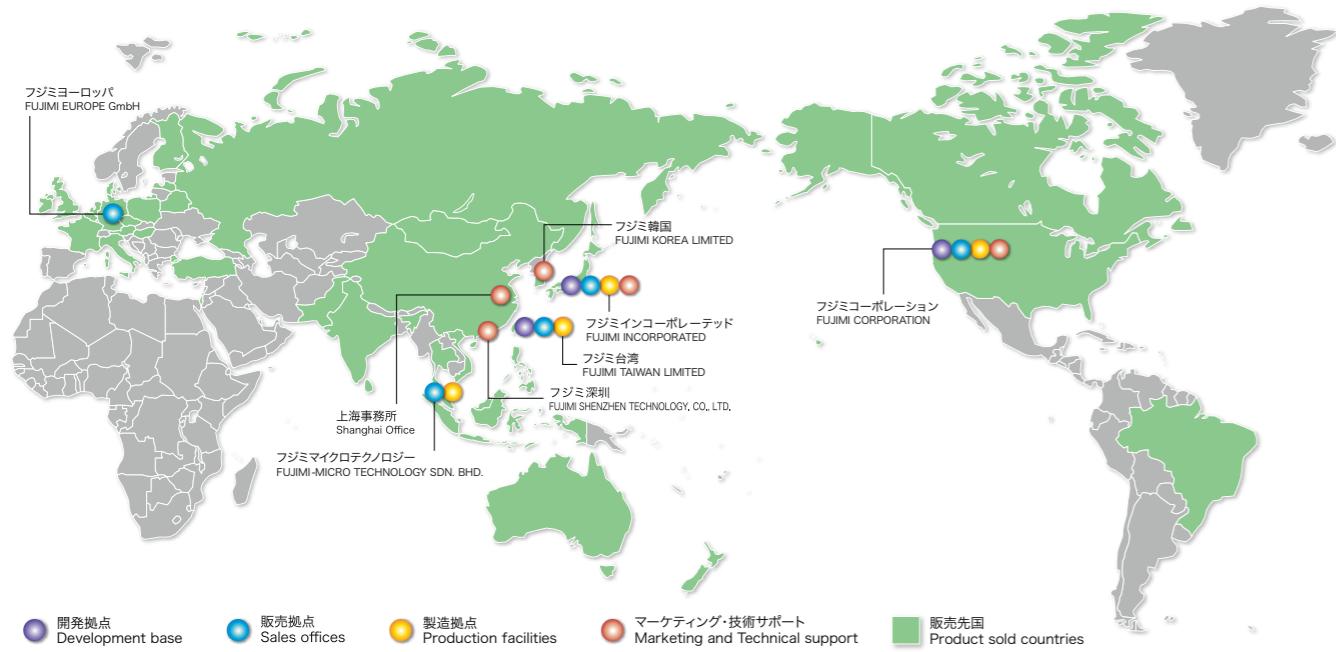 フジミヨーロッパ
FUJIMI EUROPE GmbH
フジミ韓国
FUJIMI KOREA LIMITED
フジミインコーポレーテッド
FUJIMI INCORPORATED
フジミコーポレーション
FUJIMI CORPORATION
フジミ台湾
FUJIMI TAIWAN LIMITED
フジミ深圳
FUJIMI SHENZHEN TECHNOLOGY. CO., LTD.
上海事務所
Shanghai Office
フジミマイクロテクノロジー
FUJIMI-MICRO TECHNOLOGY SDN. BHD.
開発拠点
Development base
販売拠点
Sales offices
製造拠点
Production facilities
マーケティング・技術サポート
Marketing and Technical support
販売先国
Product sold countries